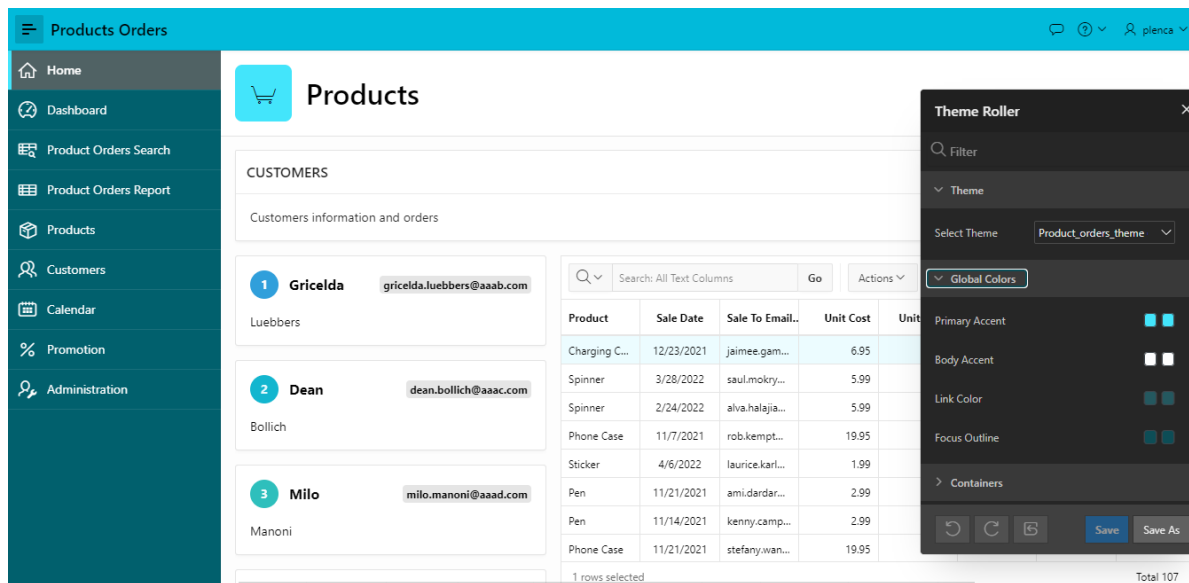 Products Orders
plenca
Home
Dashboard
Product Orders Search
Product Orders Report
Products
Customers
Calendar
Promotion
Administration
Products
CUSTOMERS
Customers information and orders
1 Gricelda gricelda.luebbers@aaab.com
Luebbers
2 Dean dean.bollich@aaac.com
Bollich
3 Milo milo.manoni@aaad.com
Manoni
Search: All Text Columns Go Actions
Product Sale Date Sale To Email.. Unit Cost Unit
Charging C... 12/23/2021 jaimee.gam... 6.95
Spinner 3/28/2022 saul.mokry... 5.99
Spinner 2/24/2022 alva.halajia... 5.99
Phone Case 11/7/2021 rob.kempt... 19.95
Sticker 4/6/2022 laurice.karl... 1.99
Pen 11/21/2021 ami.dardar... 2.99
Pen 11/14/2021 kenny.camp... 2.99
Phone Case 11/21/2021 stefany.wan... 19.95
1 rows selected Total 107
Theme Roller
Filter
Theme
Select Theme Product_orders_theme
Global Colors
Primary Accent
Body Accent
Link Color
Focus Outline
Containers
Save Save As